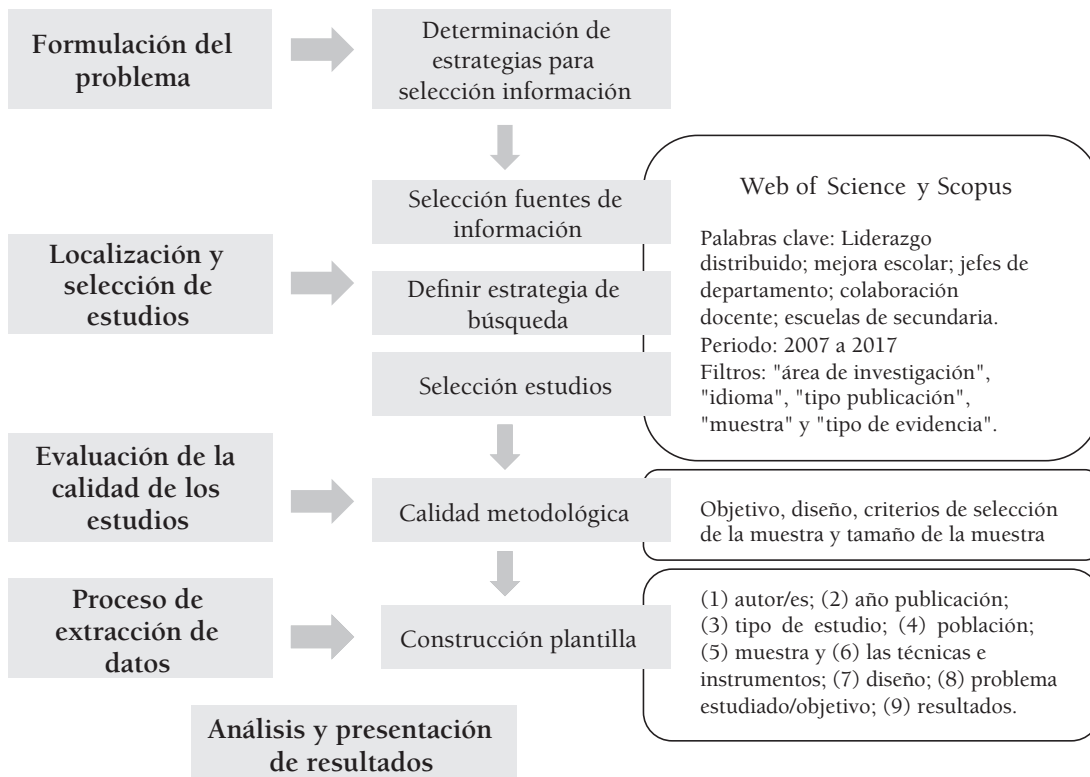 Formulación del
problema
Determinación de
estrategias para
selección información
Selección fuentes de
información
Web of Science y Scopus
Palabras clave: Liderazgo
distribuido; mejora escolar; jefes de
departamento; colaboración
docente; escuelas de secundaria.
Periodo: 2007 a 2017
Filtros: "área de investigación",
"idioma", "tipo publicación",
"muestra" y "tipo de evidencia".
Localización y
selección de
estudios
Definir estrategia de
búsqueda
Selección estudios
Evaluación de la
calidad de los
estudios
Calidad metodológica
Objetivo, diseño, criterios de selección
de la muestra y tamaño de la muestra
Proceso de
extracción de
datos
Construcción plantilla
(1) autor/es; (2) año publicación;
(3) tipo de estudio; (4) población;
(5) muestra y (6) las técnicas e
instrumentos; (7) diseño; (8) problema
estudiado/objetivo; (9) resultados.
Análisis y presentación
de resultados